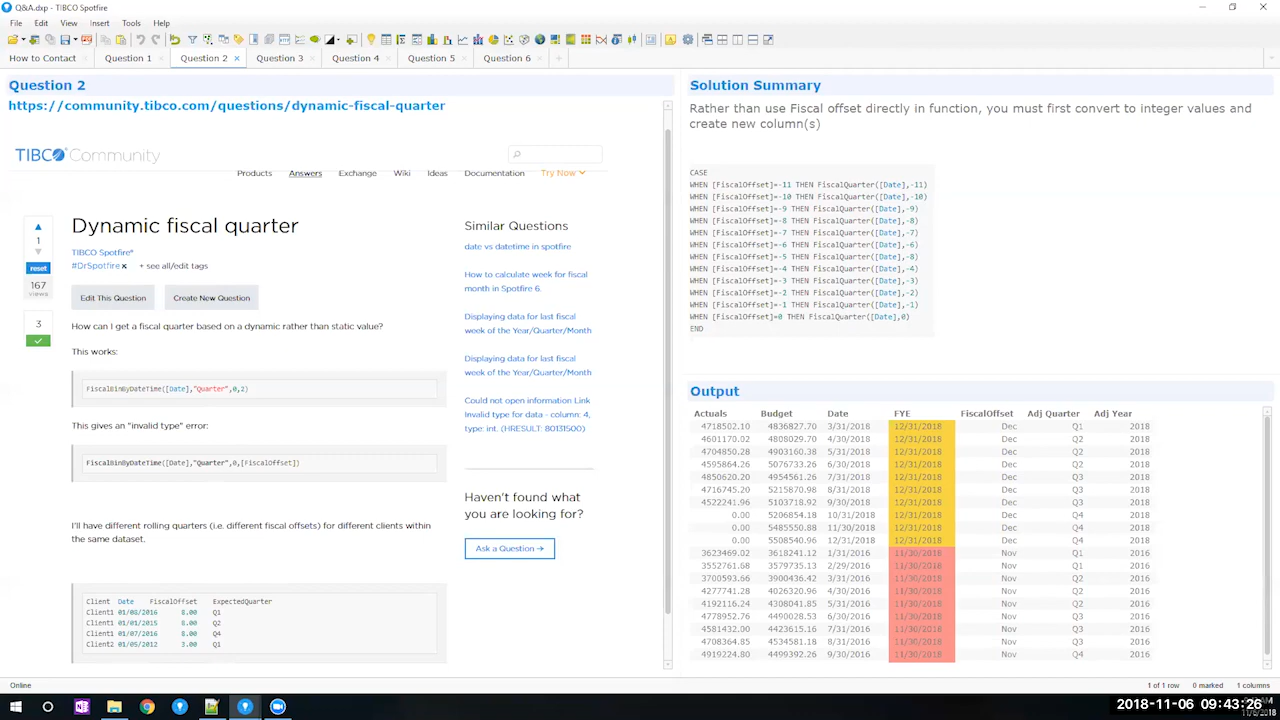 Q&A.dxp - TIBCO Spotfire
File Edit View Insert Tools Help
How to Contact Question 1 Question 2 Question 3 Question 4 Question 5 Question 6
Question 2
https://community.tibco.com/questions/dynamic-fiscal-quarter
TIBCO Community
Products Answers Exchange Wiki Ideas Documentation Try Now
1
reset
167
views
3
Dynamic fiscal quarter
TIBCO Spotfire®
#DrSpotfire × + see all/edit tags
Edit This Question Create New Question
How can I get a fiscal quarter based on a dynamic rather than static value?
This works:
FiscalBinByDateTime([Date],"Quarter",0,2)
This gives an "invalid type" error:
FiscalBinByDateTime([Date],"Quarter",0,[FiscalOffset])
I'll have different rolling quarters (i.e. different fiscal offsets) for different clients within
the same dataset.
Client Date FiscalOffset ExpectedQuarter
Client1 01/08/2016 8.00 Q1
Client1 01/01/2015 8.00 Q2
Client1 01/07/2016 8.00 Q4
Client2 01/05/2012 3.00 Q1
Similar Questions
date vs datetime in spotfire
How to calculate week for fiscal
month in Spotfire 6.
Displaying data for last fiscal
week of the Year/Quarter/Month
Displaying data for last fiscal
week of the Year/Quarter/Month
Could not open information Link
Invalid type for data - column: 4,
type: int. (HRESULT: 80131500)
Haven't found what
you are looking for?
Ask a Question →
Solution Summary
Rather than use Fiscal offset directly in function, you must first convert to integer values and
create new column(s)
CASE
WHEN [FiscalOffset]=-11 THEN FiscalQuarter([Date],-11)
WHEN [FiscalOffset]=-10 THEN FiscalQuarter([Date],-10)
WHEN [FiscalOffset]=-9 THEN FiscalQuarter([Date],-9)
WHEN [FiscalOffset]=-8 THEN FiscalQuarter([Date],-8)
WHEN [FiscalOffset]=-7 THEN FiscalQuarter([Date],-7)
WHEN [FiscalOffset]=-6 THEN FiscalQuarter([Date],-6)
WHEN [FiscalOffset]=-5 THEN FiscalQuarter([Date],-8)
WHEN [FiscalOffset]=-4 THEN FiscalQuarter([Date],-4)
WHEN [FiscalOffset]=-3 THEN FiscalQuarter([Date],-3)
WHEN [FiscalOffset]=-2 THEN FiscalQuarter([Date],-2)
WHEN [FiscalOffset]=-1 THEN FiscalQuarter([Date],-1)
WHEN [FiscalOffset]=0 THEN FiscalQuarter([Date],0)
END
Output
Actuals Budget Date FYE FiscalOffset Adj Quarter Adj Year
4718502.10 4836827.70 3/31/2018 12/31/2018 Dec Q1 2018
4601170.02 4808029.70 4/30/2018 12/31/2018 Dec Q2 2018
4704850.28 4903160.38 5/31/2018 12/31/2018 Dec Q2 2018
4595864.26 5076733.26 6/30/2018 12/31/2018 Dec Q2 2018
4850620.20 4954561.26 7/31/2018 12/31/2018 Dec Q3 2018
4716745.20 5215870.98 8/31/2018 12/31/2018 Dec Q3 2018
4522241.96 5103718.92 9/30/2018 12/31/2018 Dec Q3 2018
0.00 5206854.18 10/31/2018 12/31/2018 Dec Q4 2018
0.00 5485550.88 11/30/2018 12/31/2018 Dec Q4 2018
0.00 5508540.96 12/31/2018 12/31/2018 Dec Q4 2018
3623469.02 3618241.12 1/31/2016 11/30/2018 Nov Q1 2016
3552761.68 3579735.13 2/29/2016 11/30/2018 Nov Q1 2016
3700593.66 3900436.42 3/31/2016 11/30/2018 Nov Q2 2016
4277741.28 4026320.96 4/30/2016 11/30/2018 Nov Q2 2016
4192116.24 4308041.85 5/31/2016 11/30/2018 Nov Q2 2016
4778952.76 4490028.53 6/30/2016 11/30/2018 Nov Q3 2016
4581432.00 4423615.16 7/31/2016 11/30/2018 Nov Q3 2016
4708364.85 4534581.18 8/31/2016 11/30/2018 Nov Q3 2016
4919224.80 4499392.26 9/30/2016 11/30/2018 Nov Q4 2016
Online 1 of 1 row 0 marked 1 columns
2018-11-06 09:43:26
11/6/2018